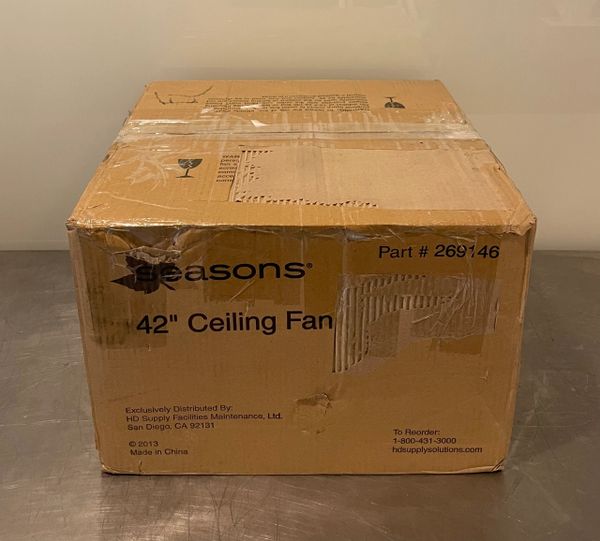 seasons®
Part # 269146
42" Ceiling Fan
Exclusively Distributed By:
HD Supply Facilities Maintenance, Ltd.
San Diego, CA 92131
© 2013
Made in China
To Reorder:
1-800-431-3000
hdsupplysolutions.com